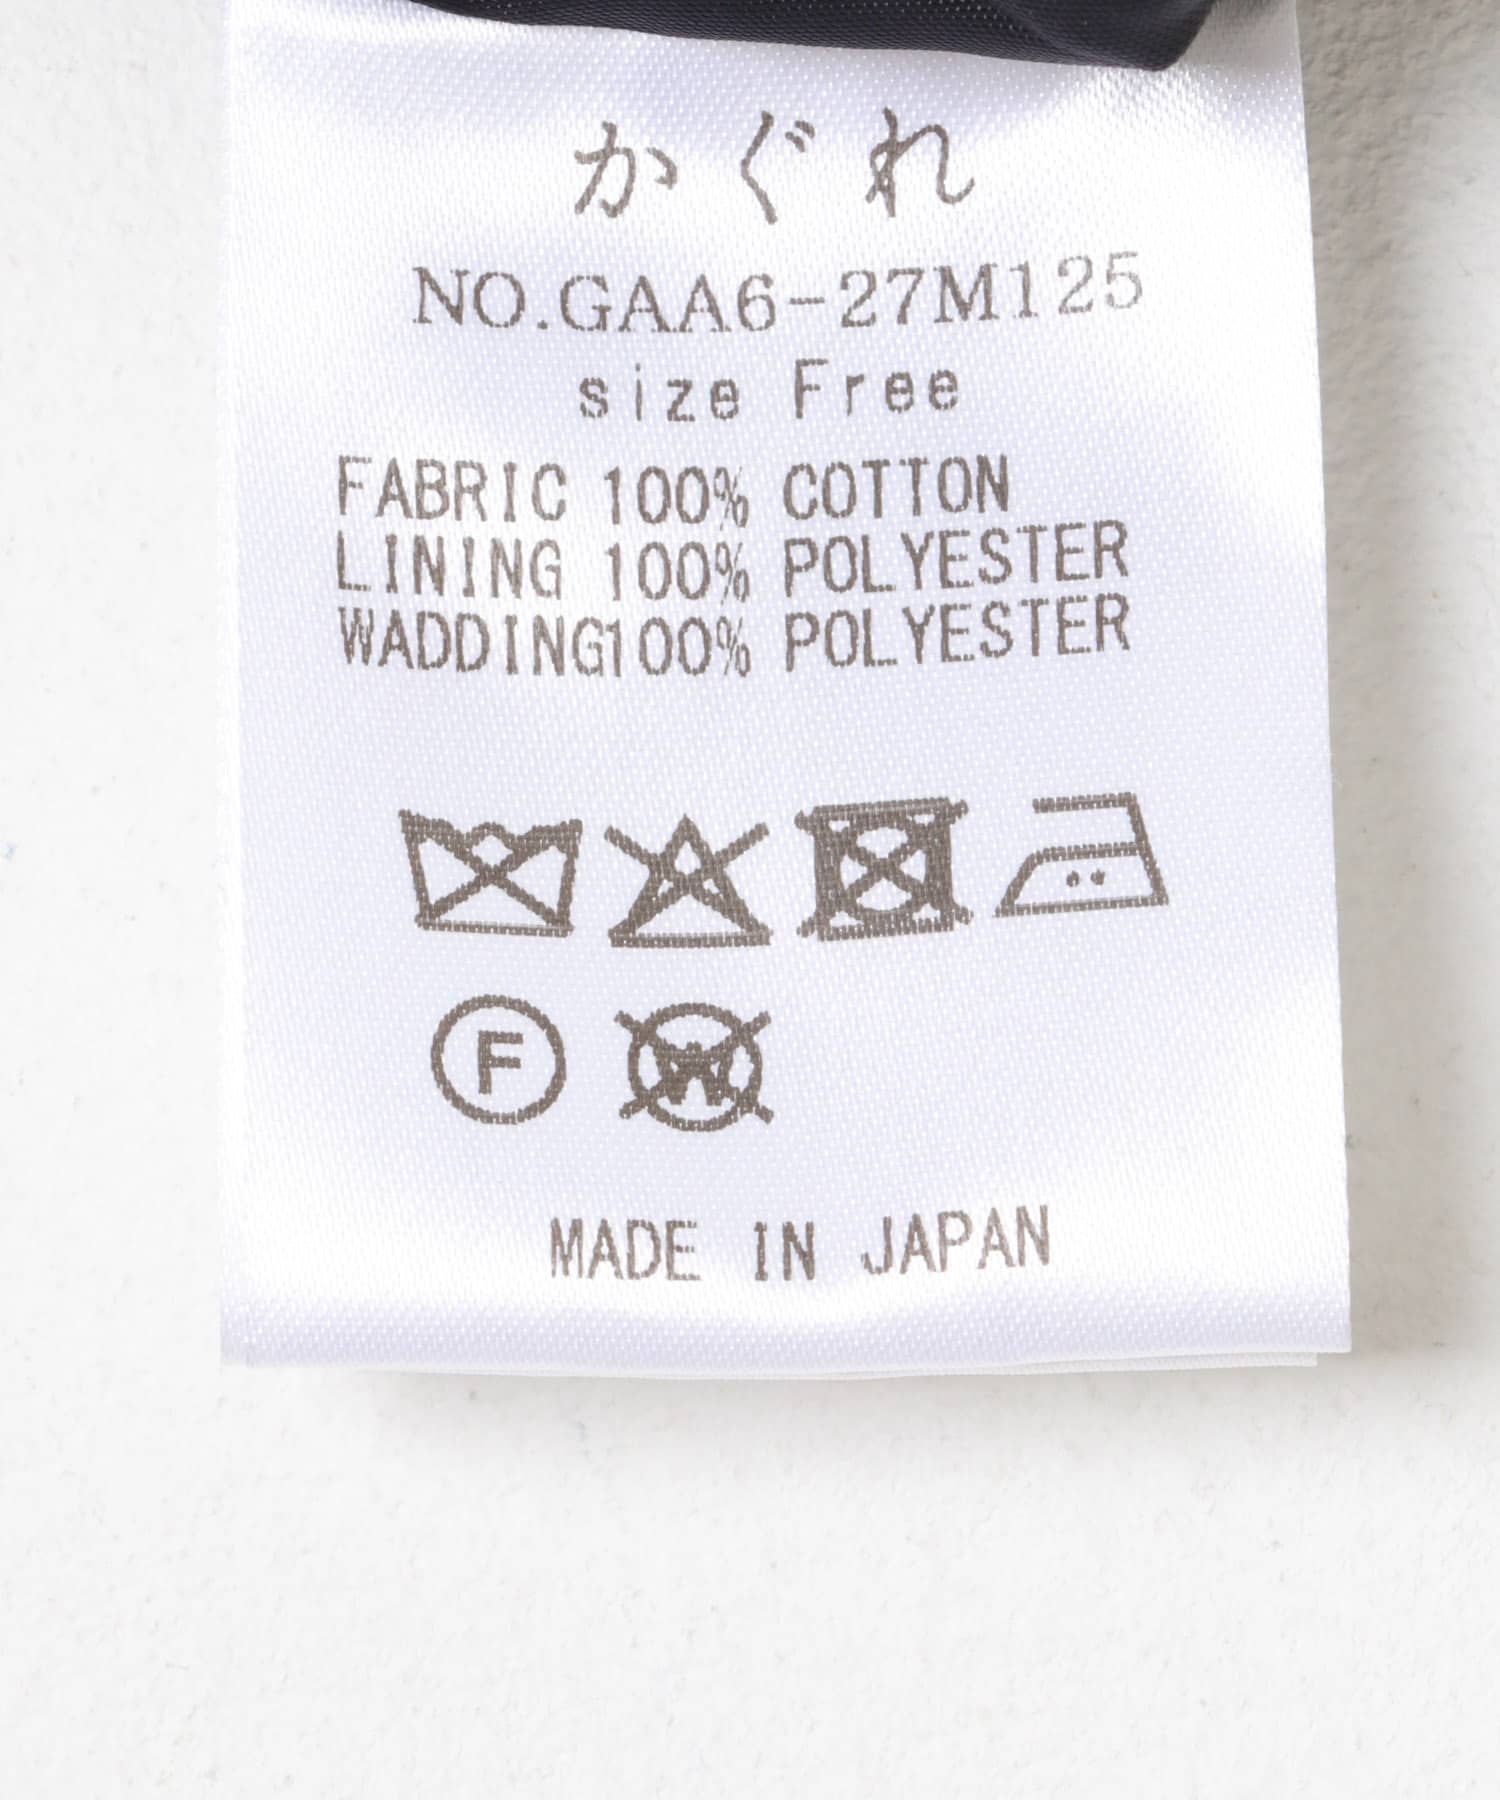 かぐれ
NO.GAA6-27M125
size Free
FABRIC 100% COTTON
LINING 100% POLYESTER
WADDING100% POLYESTER
F
W
MADE IN JAPAN